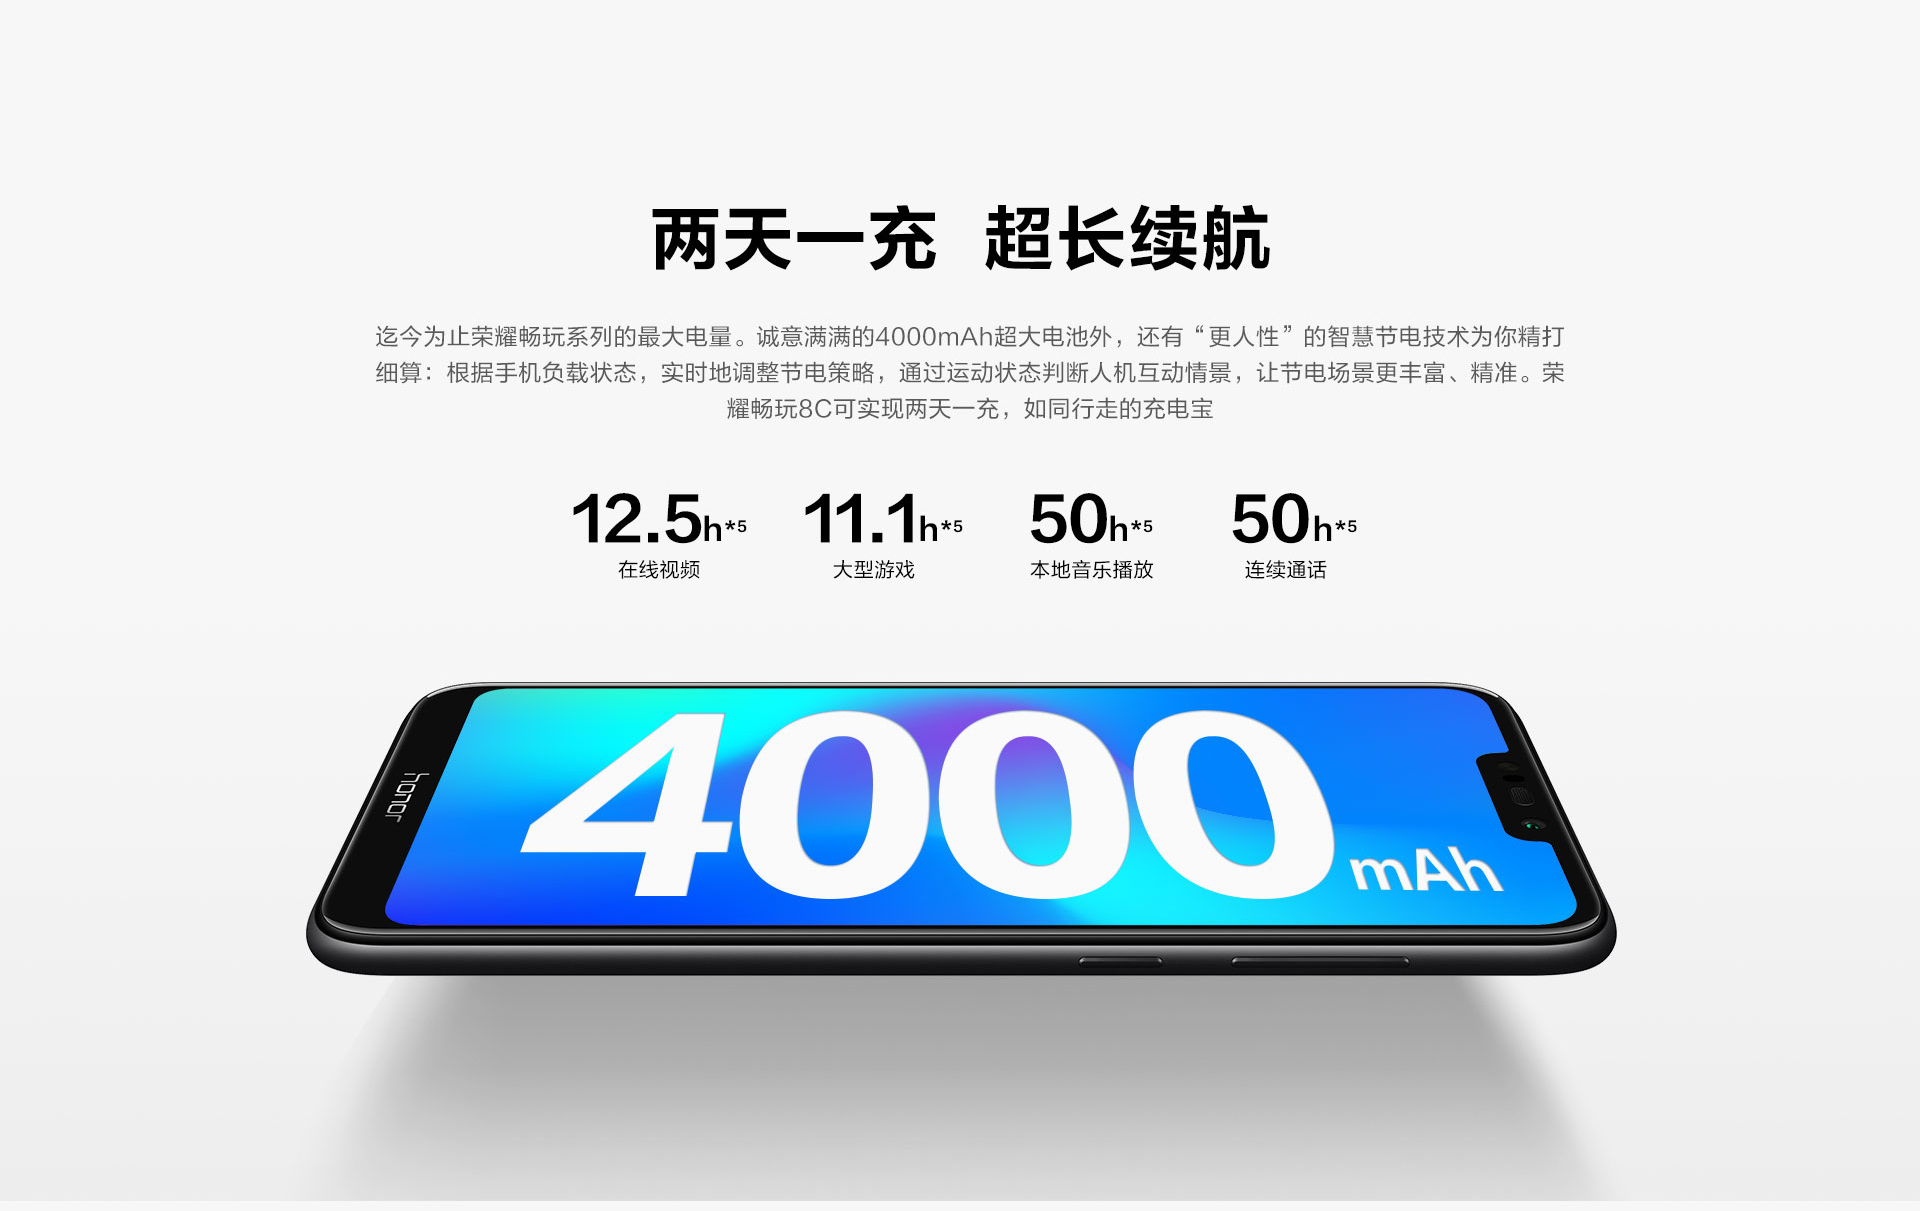 两天一充 超长续航
迄今为止荣耀畅玩系列的最大电量。诚意满满的4000mAh超大电池外，还有“更人性”的智慧节电技术为你精打
细算：根据手机负载状态，实时地调整节电策略，通过运动状态判断人机互动情景，让节电场景更丰富、精准。荣
耀畅玩8C可实现两天一充，如同行走的充电宝
12.5h*5 11.1h*5 50h*5 50h*5
在线视频 大型游戏 本地音乐播放 连续通话
honor
4000mAh